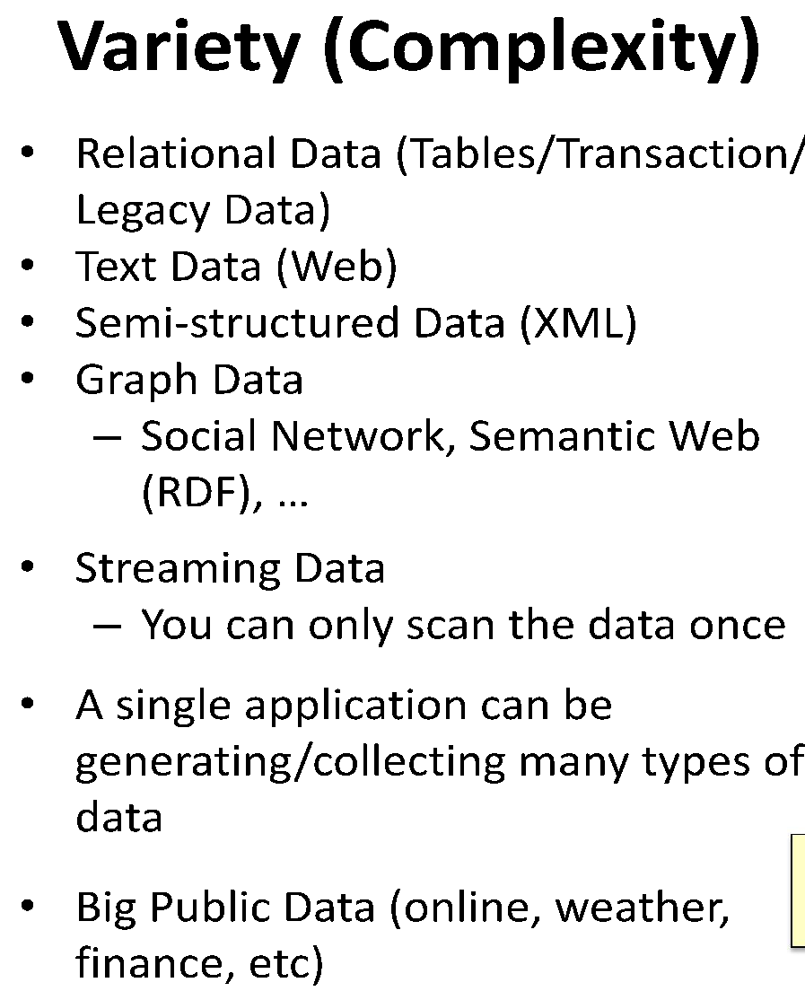 Variety (Complexity)
• Relational Data (Tables/Transaction/
Legacy Data)
• Text Data (Web)
• Semi-structured Data (XML)
• Graph Data
– Social Network, Semantic Web
(RDF), …
• Streaming Data
– You can only scan the data once
• A single application can be
generating/collecting many types of
data
• Big Public Data (online, weather,
finance, etc)